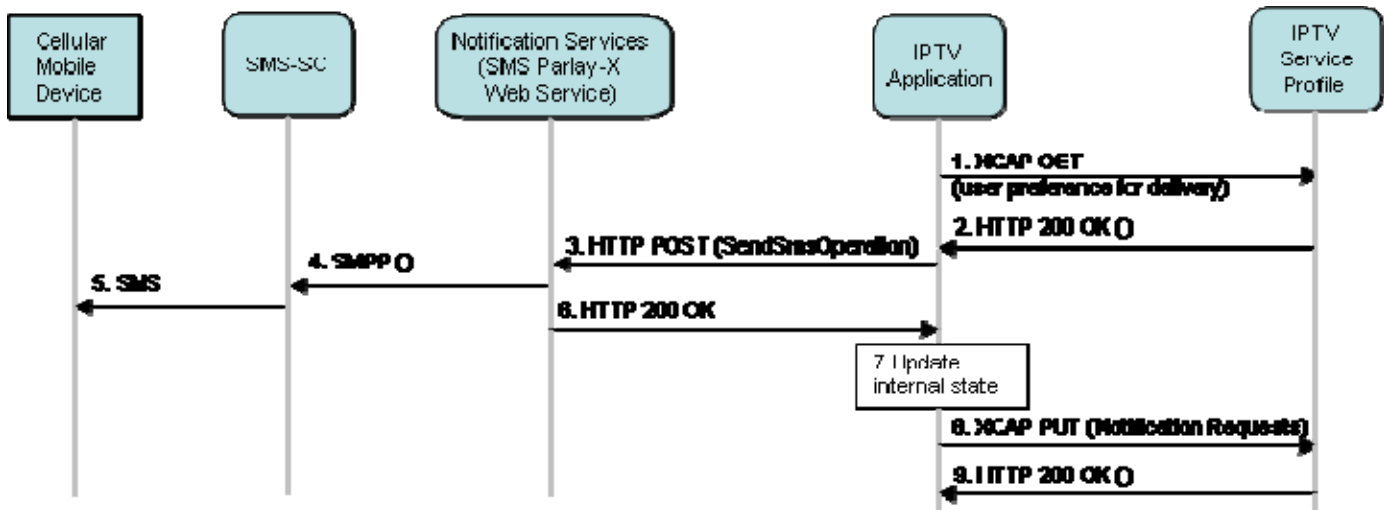 Cellular
Mobile
Device
SMS-SC
Notification Services
(SMS Parlay-X
Web Service)
IPTV
Application
IPTV
Service
Profile
1. XCAP GET
(user preference for delivery)
2. HTTP 200 OK ()
3. HTTP POST (SendSmsOperation)
4. SMPP ()
5. SMS
6. HTTP 200 OK
7 Update
internal state
8. XCAP PUT (Notification Requests)
9. HTTP 200 OK ()